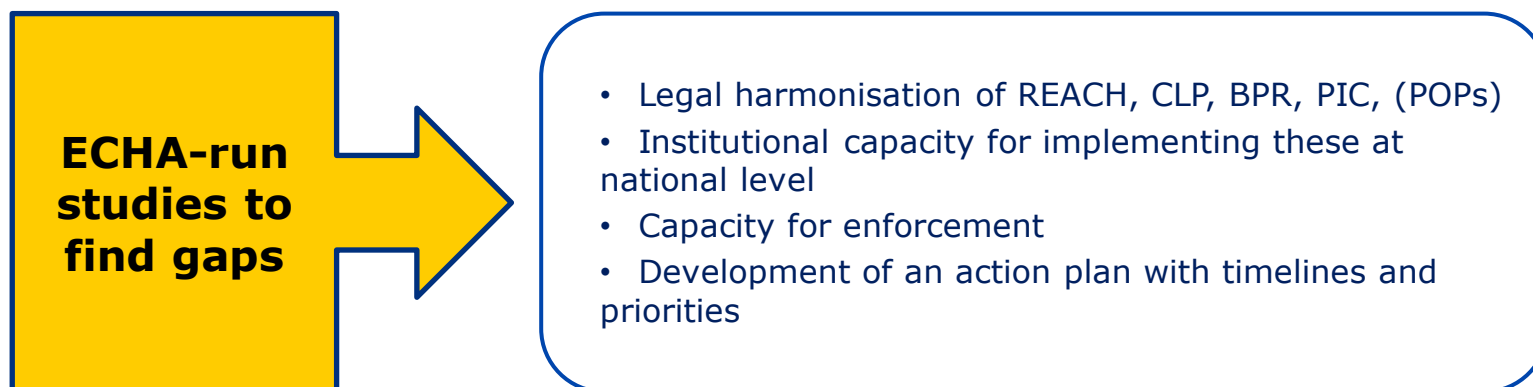 ECHA-run
studies to
find gaps
• Legal harmonisation of REACH, CLP, BPR, PIC, (POPs)
• Institutional capacity for implementing these at
national level
• Capacity for enforcement
• Development of an action plan with timelines and
priorities